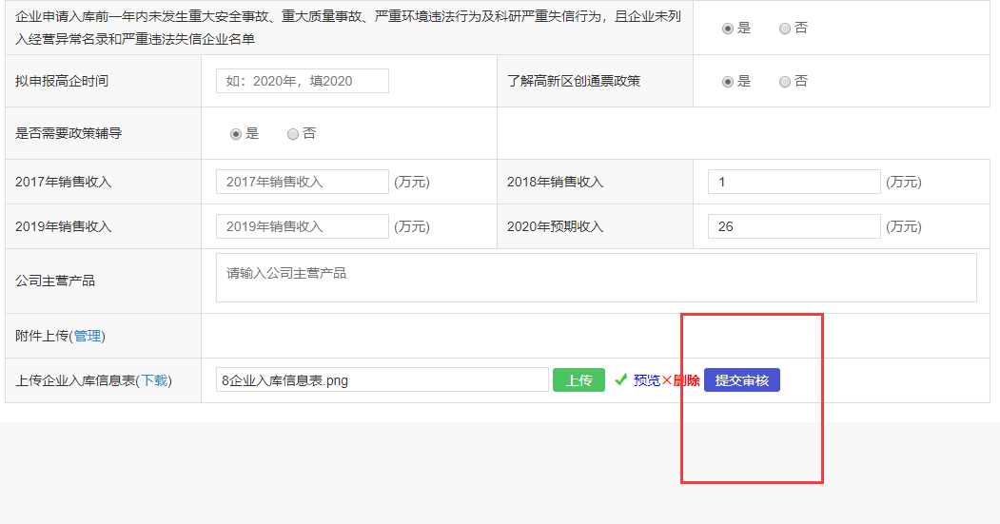 企业申请入库前一年内未发生重大安全事故、重大质量事故、严重环境违法行为及科研严重失信行为，且企业未列
入经营异常名录和严重违法失信企业名单
是 否
拟申报高企时间 如：2020年，填2020 了解高新区创通票政策 是 否
是否需要政策辅导 是 否
2017年销售收入 2017年销售收入 (万元) 2018年销售收入 1 (万元)
2019年销售收入 2019年销售收入 (万元) 2020年预期收入 26 (万元)
公司主营产品 请输入公司主营产品
附件上传(管理)
上传企业入库信息表(下载) 8企业入库信息表.png 上传 预览 删除 提交审核